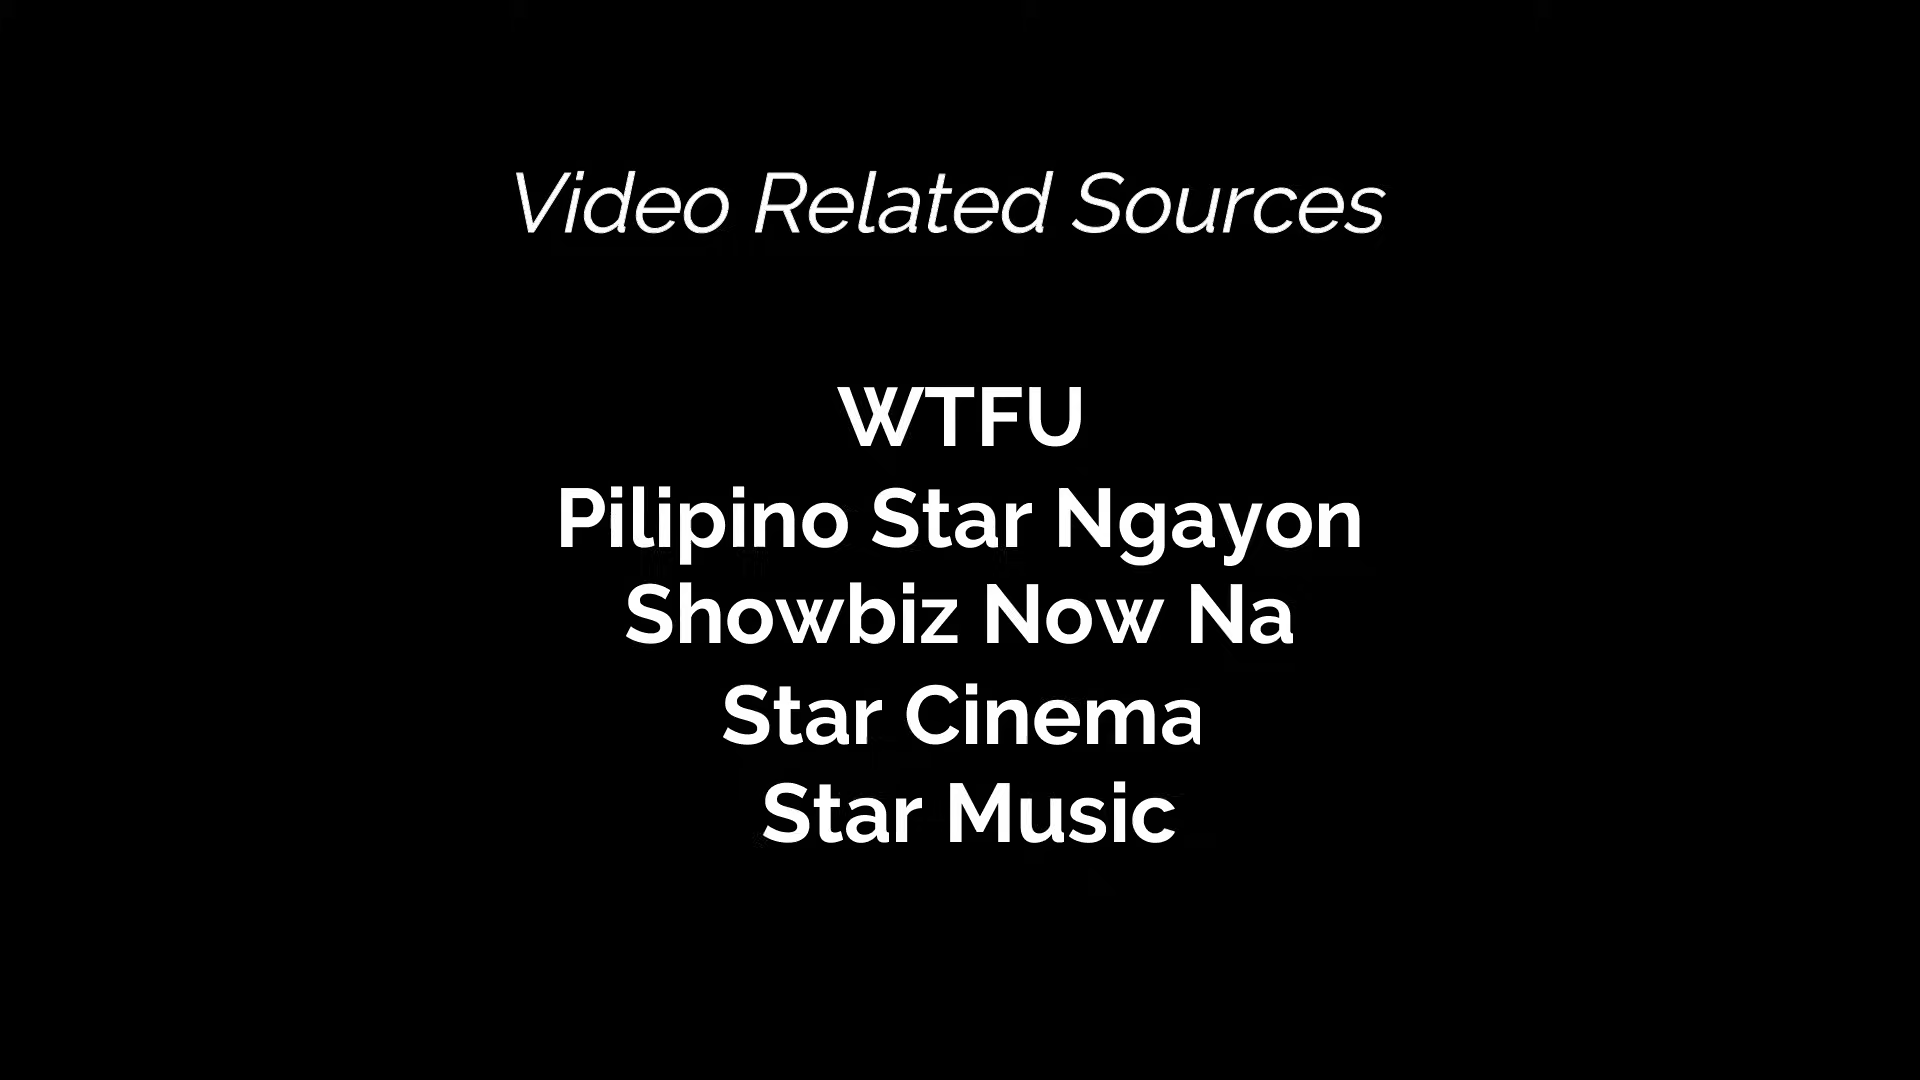 Video Related Sources
WTFU
Pilipino Star Ngayon
Showbiz Now Na
Star Cinema
Star Music